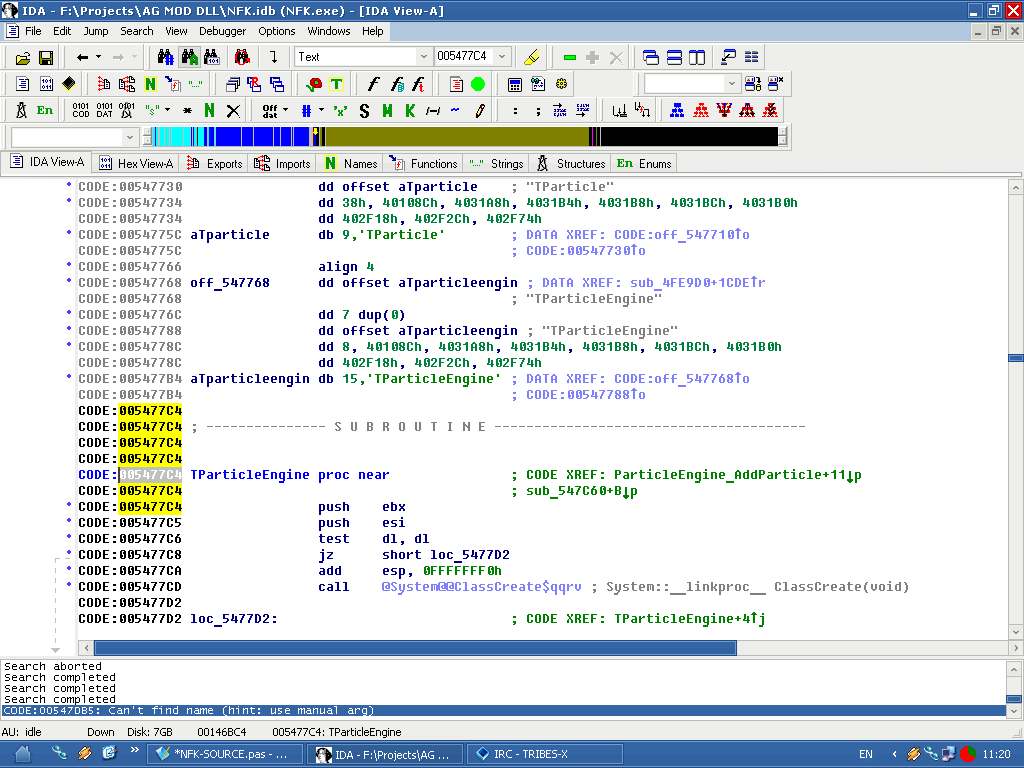 IDA - F:\Projects\AG MOD DLL\NFK.idb (NFK.exe) - [IDA View-A]
File Edit Jump Search View Debugger Options Windows Help
Text 005477C4
En 0101 COD 0101 DAT "s" * N Off dat # 'x' S M K ~ : ;
IDA View-A Hex View-A Exports Imports N Names Functions Strings Structures En Enums
CODE:00547730 dd offset aTparticle ; "TParticle"
CODE:00547734 dd 38h, 40108Ch, 4031A8h, 4031B4h, 4031B8h, 4031BCh, 4031B0h
CODE:00547734 dd 402F18h, 402F2Ch, 402F74h
CODE:0054775C aTparticle db 9,'TParticle' ; DATA XREF: CODE:off_547710↑o
CODE:0054775C ; CODE:00547730↑o
CODE:00547766 align 4
CODE:00547768 off_547768 dd offset aTparticleengin ; DATA XREF: sub_4FE9D0+1CDE↑r
CODE:00547768 ; "TParticleEngine"
CODE:0054776C dd 7 dup(0)
CODE:00547788 dd offset aTparticleengin ; "TParticleEngine"
CODE:0054778C dd 8, 40108Ch, 4031A8h, 4031B4h, 4031B8h, 4031BCh, 4031B0h
CODE:0054778C dd 402F18h, 402F2Ch, 402F74h
CODE:005477B4 aTparticleengin db 15,'TParticleEngine' ; DATA XREF: CODE:off_547768↑o
CODE:005477B4 ; CODE:00547788↑o
CODE:005477C4
CODE:005477C4 ; --------------- S U B R O U T I N E ---------------------------------------
CODE:005477C4
CODE:005477C4
CODE:005477C4 TParticleEngine proc near ; CODE XREF: ParticleEngine_AddParticle+11↓p
CODE:005477C4 ; sub_547C60+B↓p
CODE:005477C4 push ebx
CODE:005477C5 push esi
CODE:005477C6 test dl, dl
CODE:005477C8 jz short loc_5477D2
CODE:005477CA add esp, 0FFFFFFF0h
CODE:005477CD call @System@@ClassCreate$qqrv ; System::__linkproc__ ClassCreate(void)
CODE:005477D2
CODE:005477D2 loc_5477D2: ; CODE XREF: TParticleEngine+4↑j
Search aborted
Search completed
Search completed
Search completed
CODE:00547DB5: Can't find name (hint: use manual arg)
AU: idle Down Disk: 7GB 00146BC4 005477C4: TParticleEngine
*NFK-SOURCE.pas - ... IDA - F:\Projects\AG ... IRC - TRIBES-X EN 11:20